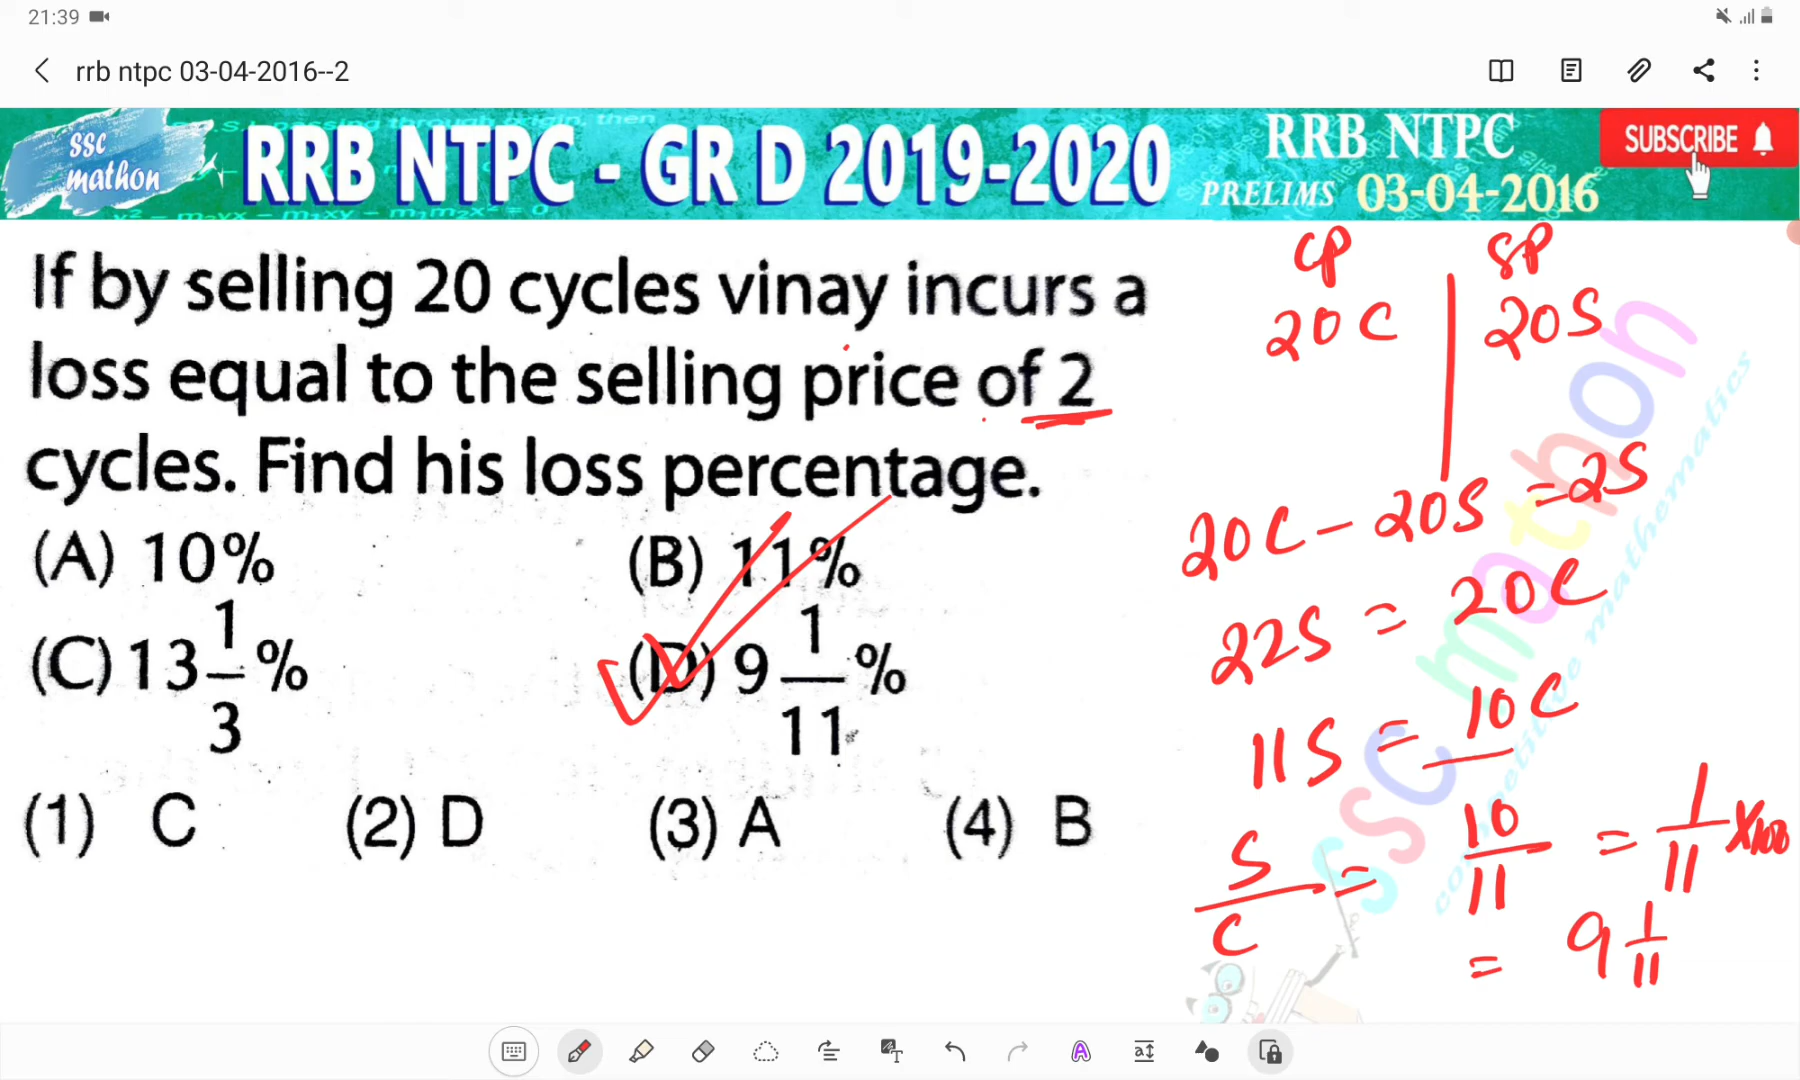 21:39
rrb ntpc 03-04-2016--2
ssc
mathon
RRB NTPC - GR D 2019-2020
RRB NTPC
PRELIMS 03-04-2016
SUBSCRIBE
If by selling 20 cycles vinay incurs a
loss equal to the selling price of 2
cycles. Find his loss percentage.
(A) 10% (B) 11%
(C) 13 1/3 % (D) 9 1/11 %
(1) C (2) D (3) A (4) B
CP SP
20C 20S
20C - 20S = 2S
22S = 20C
11S = 10C
S/C = 10/11 = 1/11 X100
= 9 1/11
ssc mathon